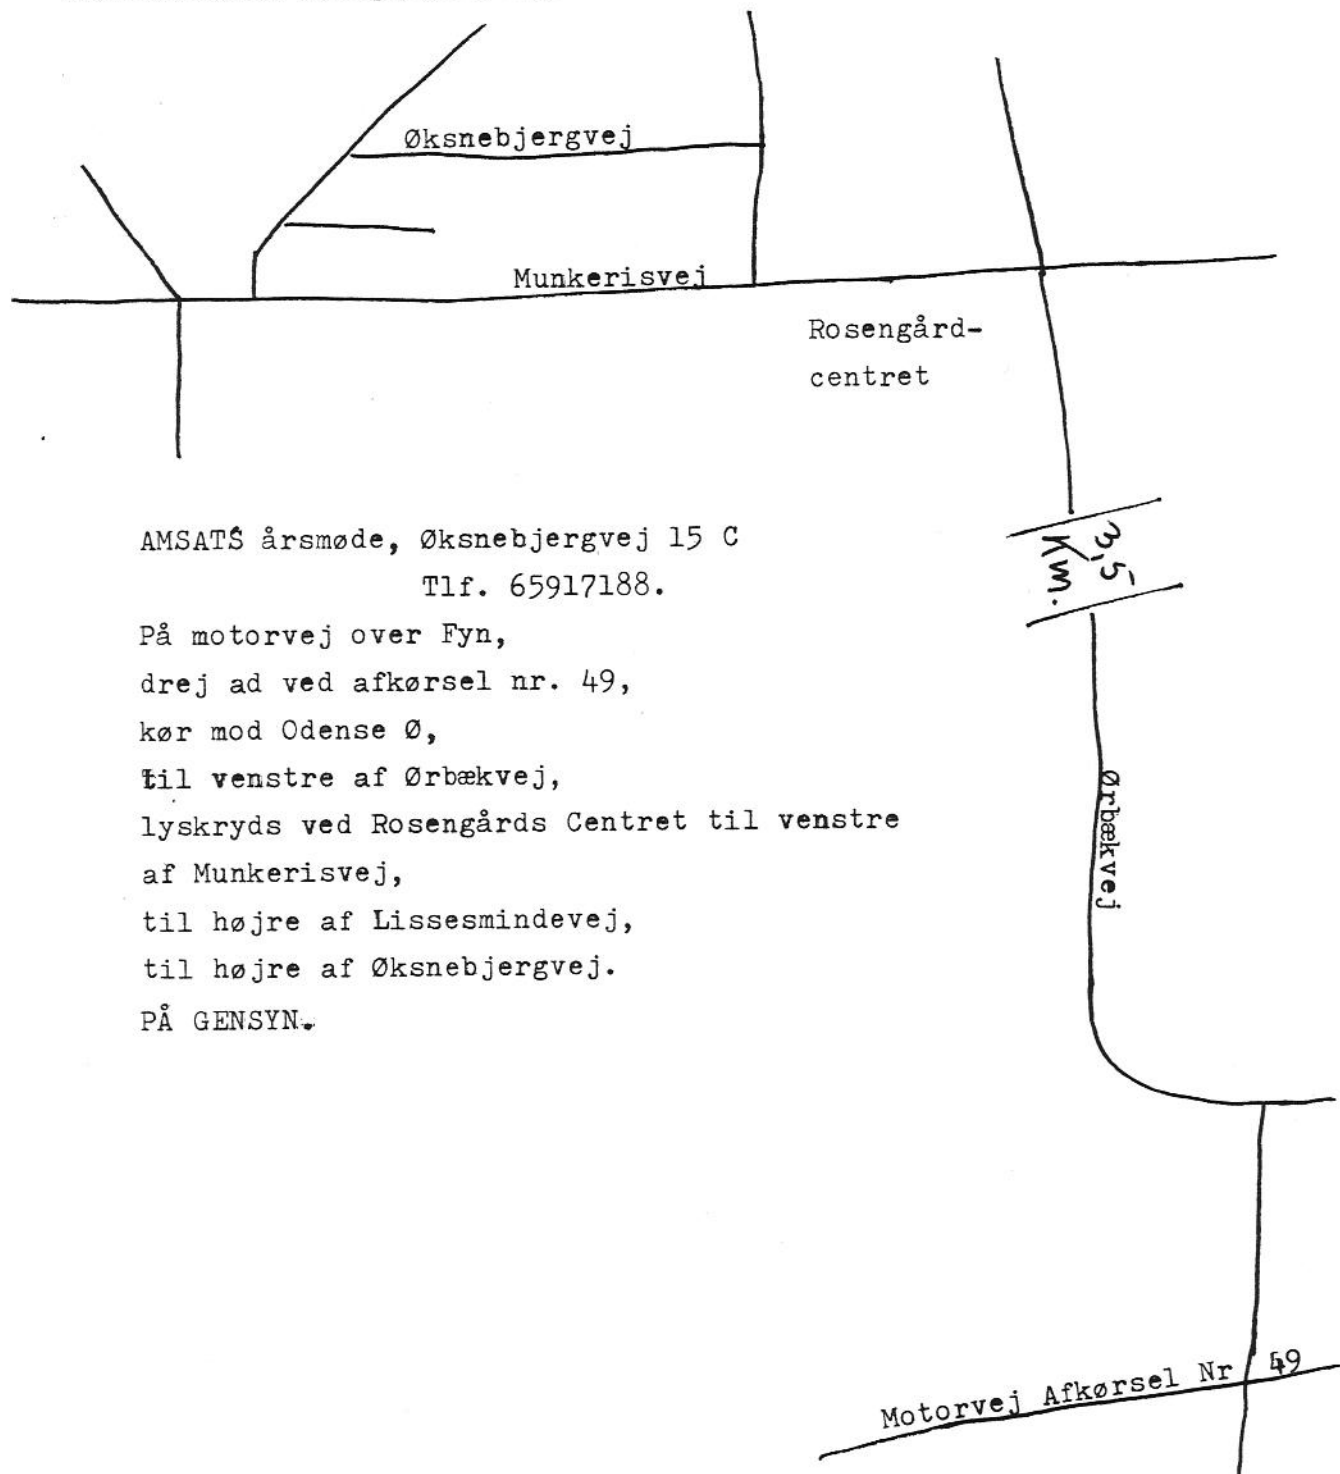 Øksnebjergvej
Munkerisvej
Rosengård-
centret
3,5
Km.
AMSATS årsmøde, Øksnebjergvej 15 C
Tlf. 65917188.
På motorvej over Fyn,
drej ad ved afkørsel nr. 49,
kør mod Odense Ø,
til venstre af Ørbækvej,
lyskryds ved Rosengårds Centret til venstre
af Munkerisvej,
til højre af Lissesmindevej,
til højre af Øksnebjergvej.
PÅ GENSYN.
Ørbækvej
Motorvej Afkørsel Nr 49